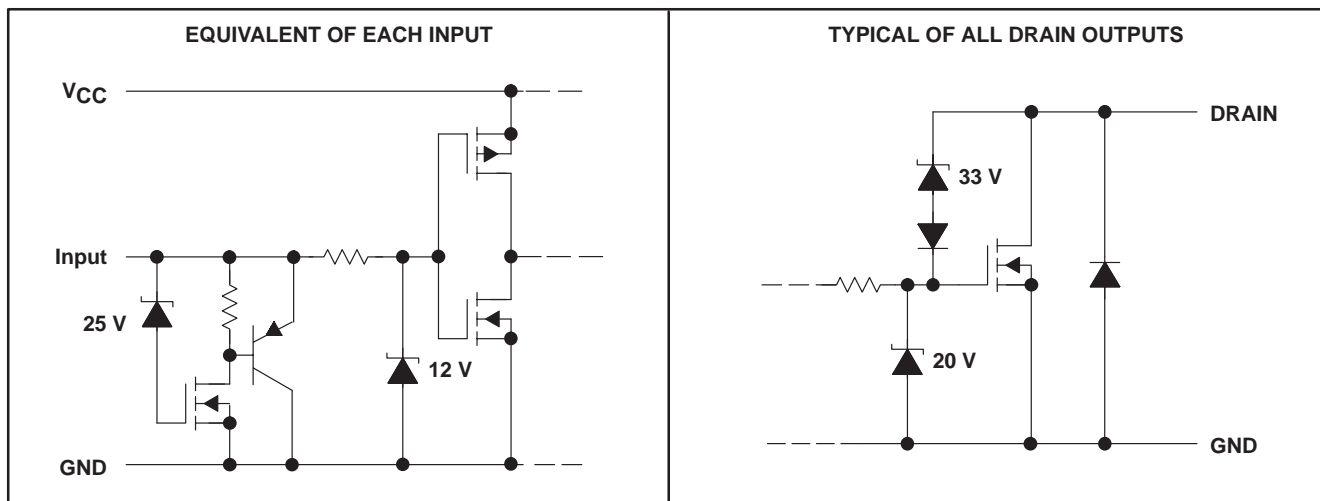 EQUIVALENT OF EACH INPUT
VCC
Input
25 V
12 V
GND
TYPICAL OF ALL DRAIN OUTPUTS
DRAIN
33 V
20 V
GND